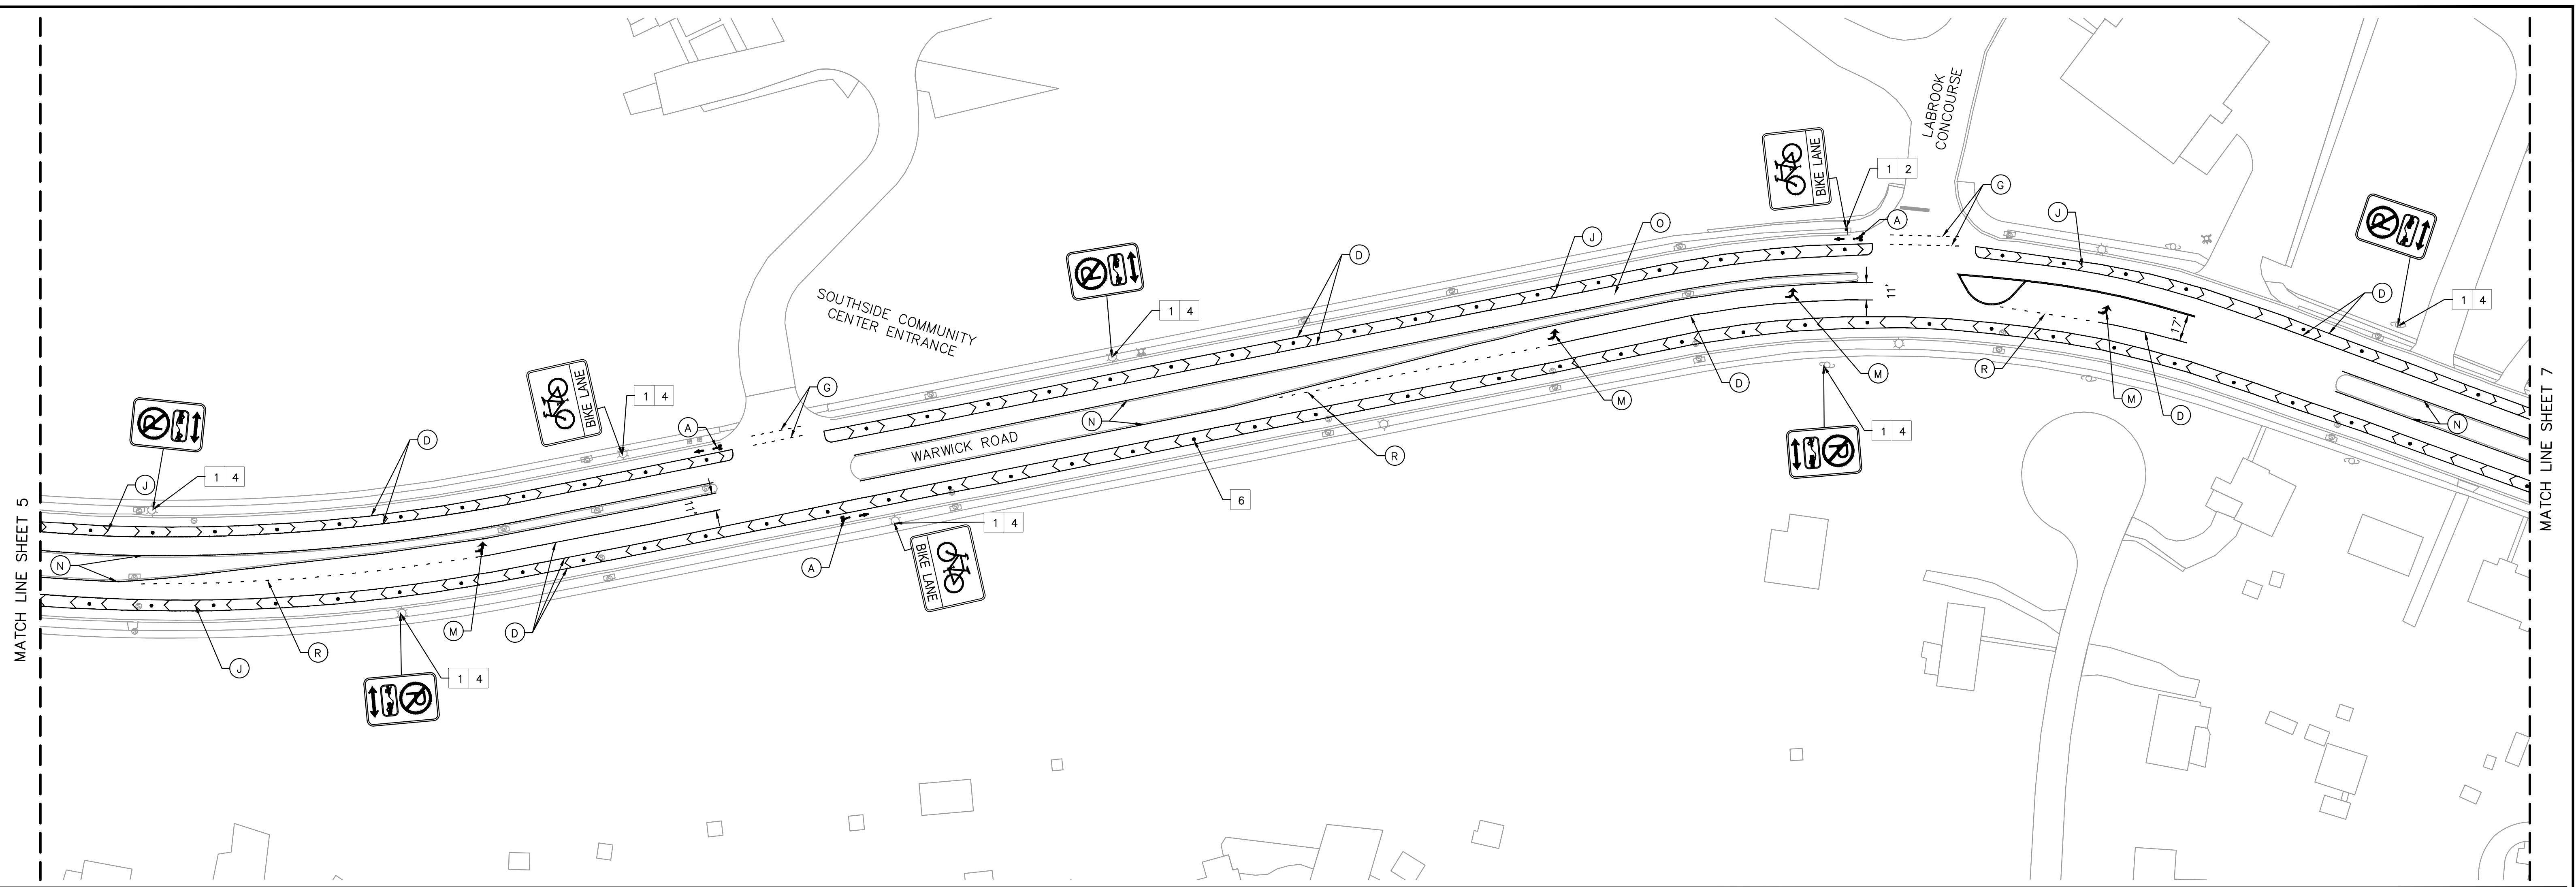 MATCH LINE SHEET 5
MATCH LINE SHEET 7
LABROOK
CONCOURSE
SOUTHSIDE COMMUNITY
CENTER ENTRANCE
WARWICK ROAD
BIKE LANE
1 2
A
G
J
O
J
D
D
P
1 4
P
1 4
BIKE LANE
1 4
A
G
P
1 4
J
D
N
11'
17'
M
M
M
D
R
D
N
N
R
6
P
1 4
A
1 4
BIKE LANE
M
D
R
J
P
1 4
11'